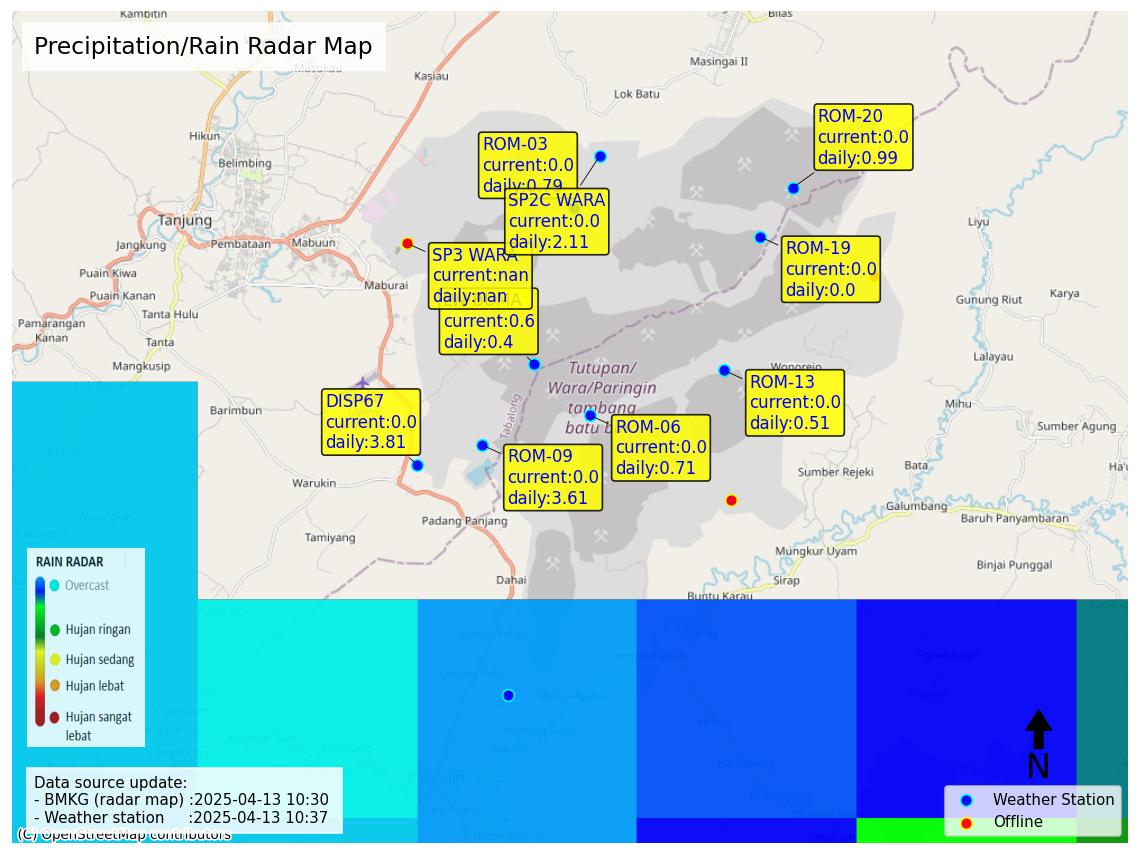 Precipitation/Rain Radar Map
Kambitin
Bilas
Masingai II
Masukau
Kasiau
Lok Batu
Hikun
Belimbing
Tanjung
Jangkung
Pembataan
Mabuun
Puain Kiwa
Puain Kanan
Maburai
Tanta Hulu
Pamarangan
Kanan
Tanta
Mangkusip
Barimbun
Warukin
Tamiyang
Padang Panjang
Dahai
Liyu
Gunung Riut
Karya
Lalayau
Mihu
Sumber Agung
Bata
Sumber Rejeki
Galumbang
Baruh Panyambaran
Mungkur Uyam
Sirap
Binjai Punggal
Buntu Karau
Wonorejo
Tabalong
Tutupan/
Wara/Paringin
tambang
batu b
ROM-03
current:0.0
daily:0.79
SP2C WARA
current:0.0
daily:2.11
SP3 WARA
current:nan
daily:nan
current:0.6
daily:0.4
ROM-20
current:0.0
daily:0.99
ROM-19
current:0.0
daily:0.0
ROM-13
current:0.0
daily:0.51
ROM-06
current:0.0
daily:0.71
ROM-09
current:0.0
daily:3.61
DISP67
current:0.0
daily:3.81
RAIN RADAR
Overcast
Hujan ringan
Hujan sedang
Hujan lebat
Hujan sangat
lebat
Paringin
Data source update:
- BMKG (radar map) :2025-04-13 10:30
- Weather station :2025-04-13 10:37
(C) OpenStreetMap contributors
N
Weather Station
Offline